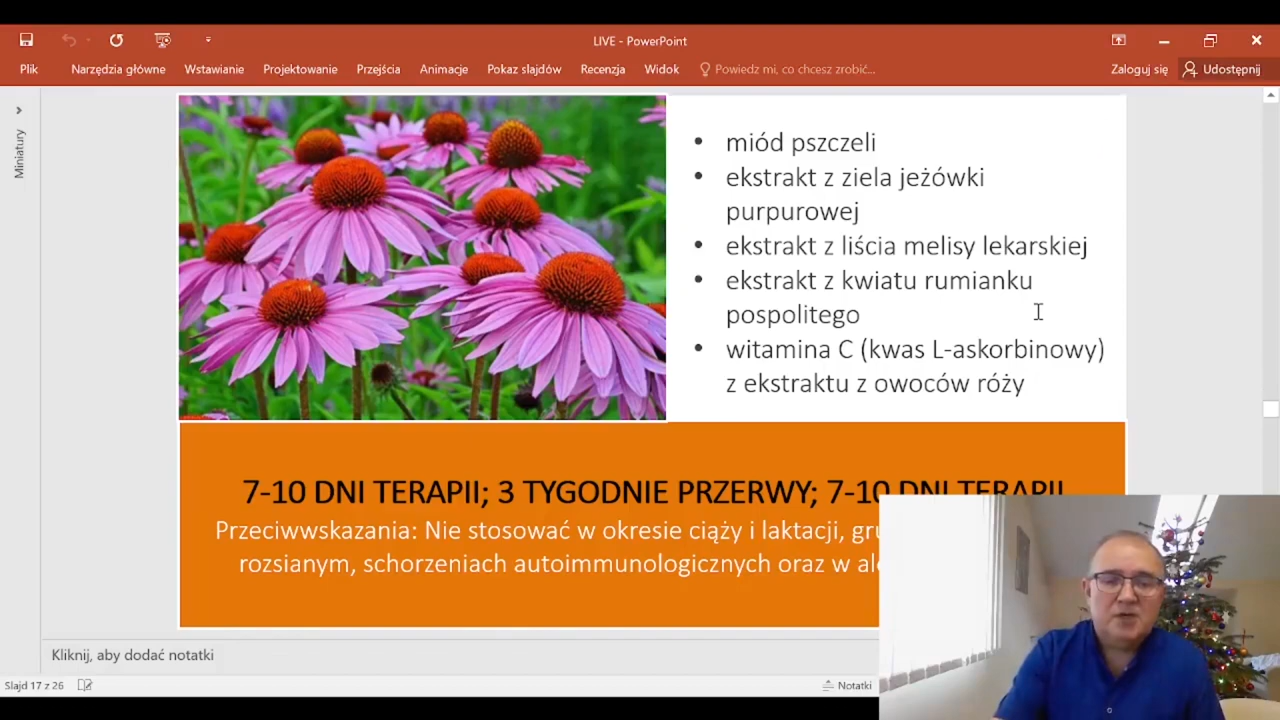 LIVE - PowerPoint
Plik Narzędzia główne Wstawianie Projektowanie Przejścia Animacje Pokaz slajdów Recenzja Widok Powiedz mi, co chcesz zrobić... Zaloguj się Udostępnij
Miniatury
• miód pszczeli
• ekstrakt z ziela jeżówki
purpurowej
• ekstrakt z liścia melisy lekarskiej
• ekstrakt z kwiatu rumianku
pospolitego
• witamina C (kwas L-askorbinowy)
z ekstraktu z owoców róży
7-10 DNI TERAPII; 3 TYGODNIE PRZERWY; 7-10 DNI TERAPII
Przeciwwskazania: Nie stosować w okresie ciąży i laktacji,
rozsianym, schorzeniach autoimmunologicznych oraz w
Kliknij, aby dodać notatki
Slajd 17 z 26 Notatki